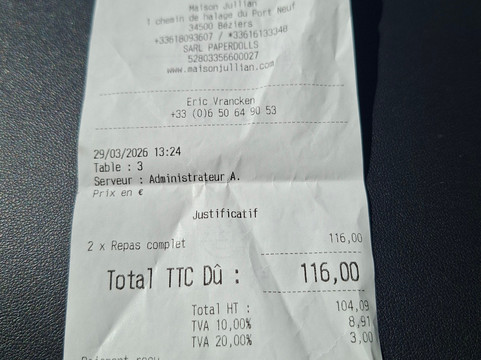 Maison Jullian
1 chemin de halage du Port Neuf
34500 Béziers
+33618093607 / +33616133348
SARL PAPERDOLLS
52803356600027
www.maisonjullian.com
Eric Vrancken
+33 (0)6 50 64 90 53
29/03/2026 13:24
Table : 3
Serveur : Administrateur A.
Prix en €
Justificatif
2 x Repas complet 116,00
Total TTC Dû : 116,00
Total HT : 104,09
TVA 10,00% 8,91
TVA 20,00% 3,00
Paiement reçu